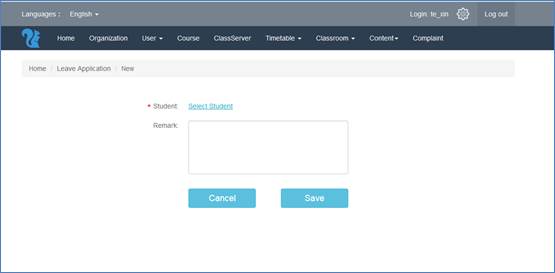 Languages : English Login: te_xin Log out
Home Organization User Course ClassServer Timetable Classroom Content Complaint
Home / Leave Application / New
* Student: Select Student
Remark:
Cancel Save